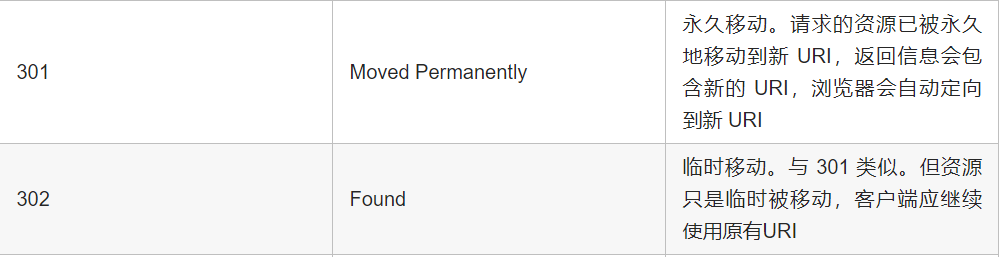 301
Moved Permanently
永久移动。请求的资源已被永久
地移动到新 URI，返回信息会包
含新的 URI，浏览器会自动定向
到新 URI
302
Found
临时移动。与 301 类似。但资源
只是临时被移动，客户端应继续
使用原有URI